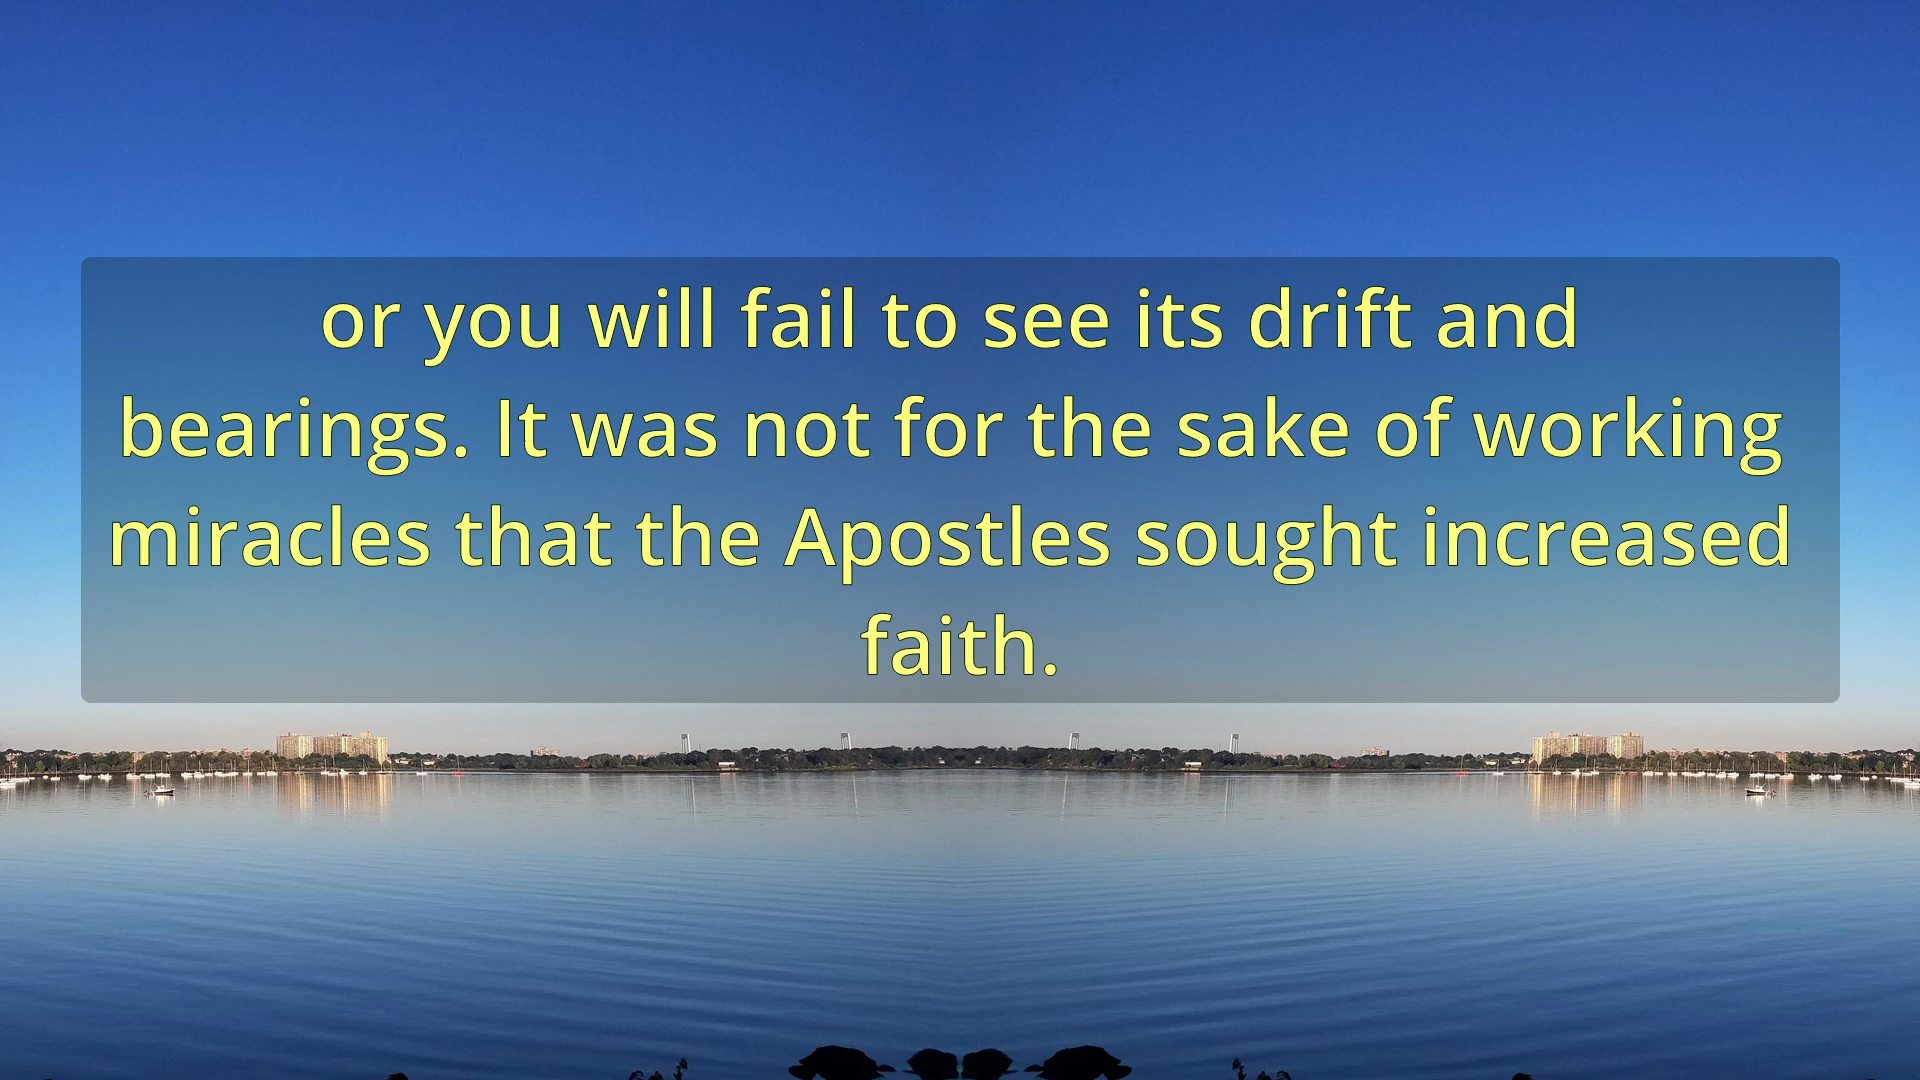 or you will fail to see its drift and
bearings. It was not for the sake of working
miracles that the Apostles sought increased
faith.